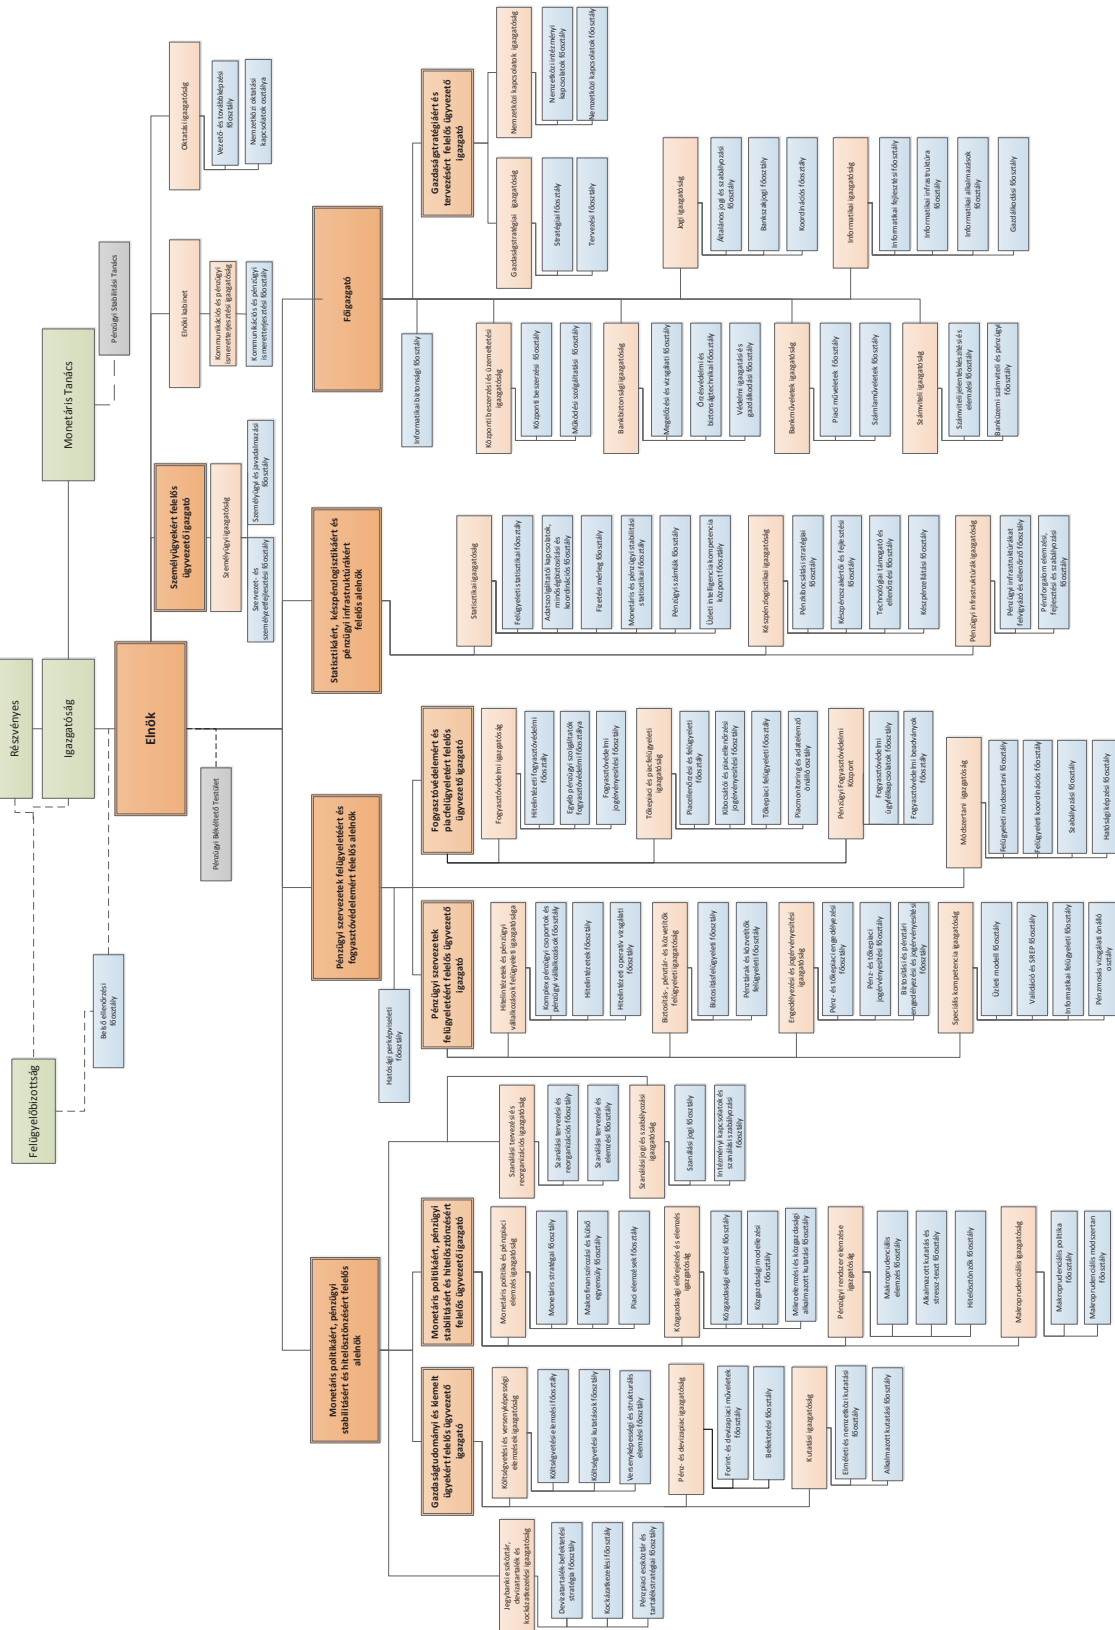 Részvényes
Igazgatóság
Monetáris Tanács
Pénzügyi Stabilitási Tanács
Felügyelőbizottság
Belső ellenőrzési
főosztály
Elnök
Pénzügyi Békéltető Testület
Személyügyekért felelős
ügyvezető igazgató
Személyügyi igazgatóság
Szervezet- és
személyzetfejlesztési főosztály
Személyügyi és javadalmazási
főosztály
Elnöki kabinet
Kommunikációs és pénzügyi
ismeretterjesztési igazgatóság
Kommunikációs és pénzügyi
ismeretterjesztési főosztály
Oktatási igazgatóság
Vezető- és továbbképzési
főosztály
Nemzetközi oktatási
kapcsolatok osztálya
Monetáris politikáért, pénzügyi
stabilitásért és hitelösztönzésért felelős
alelnök
Jegybanki eszköztár,
devizatartalék és
kockázatkezelési igazgatóság
Devizatartalék-befektetési
stratégia főosztály
Kockázatkezelési főosztály
Pénzpiaci eszköztár és
tartalékstratégiai főosztály
Gazdaságtudományi és kiemelt
ügyekért felelős ügyvezető
igazgató
Költségvetési és versenyképességi
elemzések igazgatóság
Költségvetési elemzési főosztály
Költségvetési kutatások főosztály
Versenyképességi és strukturális
elemzési főosztály
Pénz- és devizapiac igazgatóság
Forint- és devizapiaci műveletek
főosztály
Befektetési főosztály
Kutatási igazgatóság
Elméleti és nemzetközi kutatási
főosztály
Alkalmazott kutatási főosztály
Monetáris politikáért, pénzügyi
stabilitásért és hitelösztönzésért
felelős ügyvezető igazgató
Monetáris politika és pénzpiaci
elemzés igazgatóság
Monetáris stratégiai főosztály
Makrofinanszírozási és külső
egyensúly főosztály
Piaci elemzések főosztály
Közgazdasági előrejelzés és elemzés
igazgatóság
Közgazdasági elemzési főosztály
Közgazdasági modellezési
főosztály
Mikroelemzési és közgazdasági
alkalmazott kutatási főosztály
Pénzügyi rendszer elemzése
igazgatóság
Makroprudenciális
elemzés főosztály
Alkalmazott kutatás és
stressz-teszt főosztály
Hitelösztönzők főosztály
Makroprudenciális igazgatóság
Makroprudenciális politika
főosztály
Makroprudenciális módszertan
főosztály
Szanálási tervezési és
reorganizációs igazgatóság
Szanálási tervezési és
reorganizációs főosztály
Szanálási tervezési és
elemzési főosztály
Szanálási jogi és szabályozási
igazgatóság
Szanálási jogi főosztály
Intézményi kapcsolatok és
szanálási szabályozási
főosztály
Pénzügyi szervezetek felügyeletéért és
fogyasztóvédelemért felelős alelnök
Hatósági perképviseleti
főosztály
Pénzügyi szervezetek
felügyeletéért felelős ügyvezető
igazgató
Hitelintézetek és pénzügyi
vállalkozások felügyeleti igazgatósága
Komplex pénzügyi csoportok és
pénzügyi vállalkozások főosztály
Hitelintézetek főosztály
Hitelintézeti operatív vizsgálati
főosztály
Biztosítás-, pénztár- és közvetítők
felügyeleti igazgatóság
Biztosításfelügyeleti főosztály
Pénztárak és közvetítők
felügyeleti főosztály
Engedélyezési és jogérvényesítési
igazgatóság
Pénz- és tőkepiaci engedélyezési
főosztály
Pénz- és tőkepiaci
jogérvényesítési főosztály
Biztosítási és pénztári
engedélyezési és jogérvényesítési
főosztály
Speciális kompetencia igazgatóság
Üzleti modell főosztály
Validáció és SREP főosztály
Informatikai felügyeleti főosztály
Pénzmosás vizsgálati önálló
osztály
Fogyasztóvédelemért és
piacfelügyeletért felelős
ügyvezető igazgató
Fogyasztóvédelmi igazgatóság
Hitelintézeti fogyasztóvédelmi
főosztály
Egyéb pénzügyi szolgáltatók
fogyasztóvédelmi főosztálya
Fogyasztóvédelmi
jogérvényesítési főosztály
Tőkepiaci és piacfelügyeleti
igazgatóság
Piacellenőrzési és felügyeleti
főosztály
Kibocsátói és piacellenőrzési
jogérvényesítési főosztály
Tőkepiaci felügyeleti főosztály
Piacmonitoring és adatelemző
önálló osztály
Pénzügyi Fogyasztóvédelmi
Központ
Fogyasztóvédelmi
ügyfélkapcsolatok főosztály
Fogyasztóvédelmi beadványok
főosztály
Módszertani igazgatóság
Felügyeleti módszertani főosztály
Felügyeleti koordinációs főosztály
Szabályozási főosztály
Hatósági képzési főosztály
Statisztikáért, készpénzlogisztikáért és
pénzügyi infrastruktúrákért
felelős alelnök
Statisztikai igazgatóság
Felügyeleti statisztikai főosztály
Adatszolgáltatói kapcsolatok,
minőségbiztosítási és
koordinációs főosztály
Fizetési mérleg főosztály
Monetáris és pénzügyi stabilitási
statisztikai főosztály
Pénzügyi számlák főosztály
Üzleti intelligencia kompetencia
központ főosztály
Készpénzlogisztikai igazgatóság
Pénzkibocsátási stratégiai
főosztály
Készpénzszakértői és fejlesztési
főosztály
Technológiai támogató és
ellenőrzési főosztály
Készpénzellátási főosztály
Pénzügyi infrastruktúrák igazgatóság
Pénzügyi infrastruktúrákat
felvigyázó és ellenőrző főosztály
Pénzforgalom elemzési,
fejlesztési és szabályozási
főosztály
Főigazgató
Informatikai biztonsági főosztály
Központi beszerzési és üzemeltetési
igazgatóság
Központi beszerzési főosztály
Működési szolgáltatási főosztály
Bankbiztonsági igazgatóság
Megelőzési és vizsgálati főosztály
Őrzésvédelmi és
biztonságtechnikai főosztály
Védelmi igazgatási és
gazdálkodási főosztály
Bankműveletek igazgatóság
Piaci műveletek főosztály
Számlaműveletek főosztály
Számviteli igazgatóság
Számviteli jelentéskészítési és
elemzési főosztály
Banküzemi számviteli és pénzügyi
főosztály
Gazdaságstratégiáért és
tervezésért felelős ügyvezető
igazgató
Gazdaságstratégiai igazgatóság
Stratégiai főosztály
Tervezési főosztály
Nemzetközi kapcsolatok igazgatóság
Nemzetközi intézményi
kapcsolatok főosztály
Nemzetközi kapcsolatok főosztály
Jogi igazgatóság
Általános jogi és szabályozási
főosztály
Bankszakjogi főosztály
Koordinációs főosztály
Informatikai igazgatóság
Informatikai fejlesztési főosztály
Informatikai infrastruktúra
főosztály
Informatikai alkalmazások
főosztály
Gazdálkodási főosztály